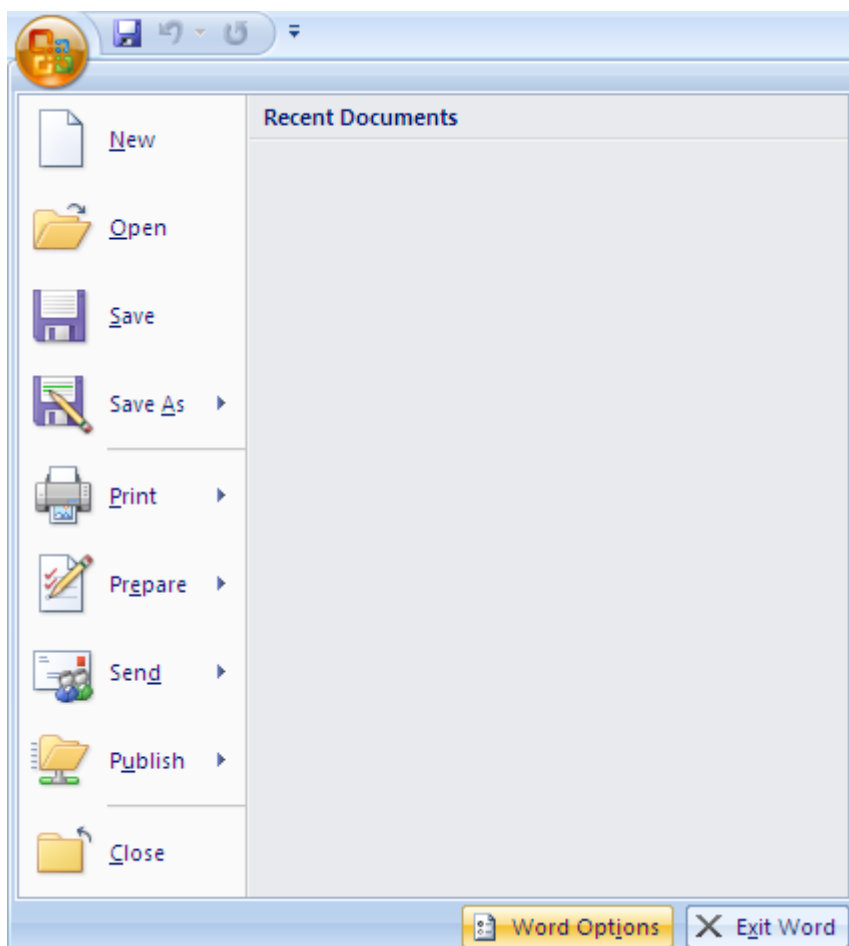 Recent Documents
New
Open
Save
Save As
Print
Prepare
Send
Publish
Close
Word Options
Exit Word